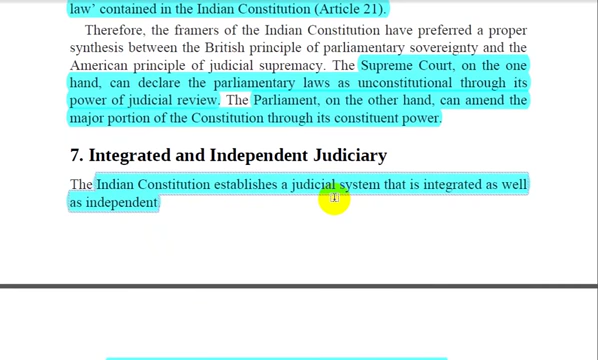 law’ contained in the Indian Constitution (Article 21).
Therefore, the framers of the Indian Constitution have preferred a proper
synthesis between the British principle of parliamentary sovereignty and the
American principle of judicial supremacy. The Supreme Court, on the one
hand, can declare the parliamentary laws as unconstitutional through its
power of judicial review. The Parliament, on the other hand, can amend the
major portion of the Constitution through its constituent power.
7. Integrated and Independent Judiciary
The Indian Constitution establishes a judicial system that is integrated as well
as independent